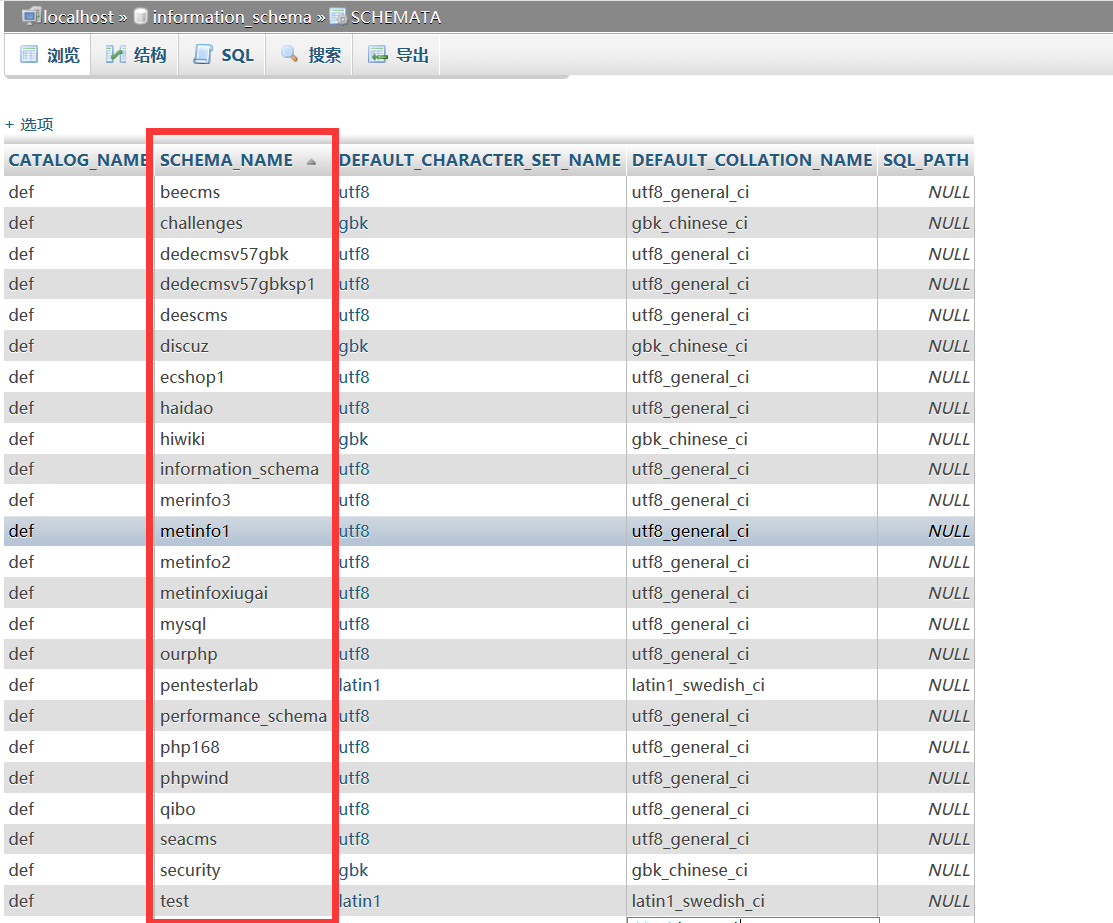 localhost » information_schema » SCHEMATA
浏览 结构 SQL 搜索 导出
+ 选项
CATALOG_NAME SCHEMA_NAME DEFAULT_CHARACTER_SET_NAME DEFAULT_COLLATION_NAME SQL_PATH
def beecms utf8 utf8_general_ci NULL
def challenges gbk gbk_chinese_ci NULL
def dedecmsv57gbk utf8 utf8_general_ci NULL
def dedecmsv57gbksp1 utf8 utf8_general_ci NULL
def deescms utf8 utf8_general_ci NULL
def discuz gbk gbk_chinese_ci NULL
def ecshop1 utf8 utf8_general_ci NULL
def haidao utf8 utf8_general_ci NULL
def hiwiki gbk gbk_chinese_ci NULL
def information_schema utf8 utf8_general_ci NULL
def merinfo3 utf8 utf8_general_ci NULL
def metinfo1 utf8 utf8_general_ci NULL
def metinfo2 utf8 utf8_general_ci NULL
def metinfoxiugai utf8 utf8_general_ci NULL
def mysql utf8 utf8_general_ci NULL
def ourphp utf8 utf8_general_ci NULL
def pentesterlab latin1 latin1_swedish_ci NULL
def performance_schema utf8 utf8_general_ci NULL
def php168 utf8 utf8_general_ci NULL
def phpwind utf8 utf8_general_ci NULL
def qibo utf8 utf8_general_ci NULL
def seacms utf8 utf8_general_ci NULL
def security gbk gbk_chinese_ci NULL
def test latin1 latin1_swedish_ci NULL